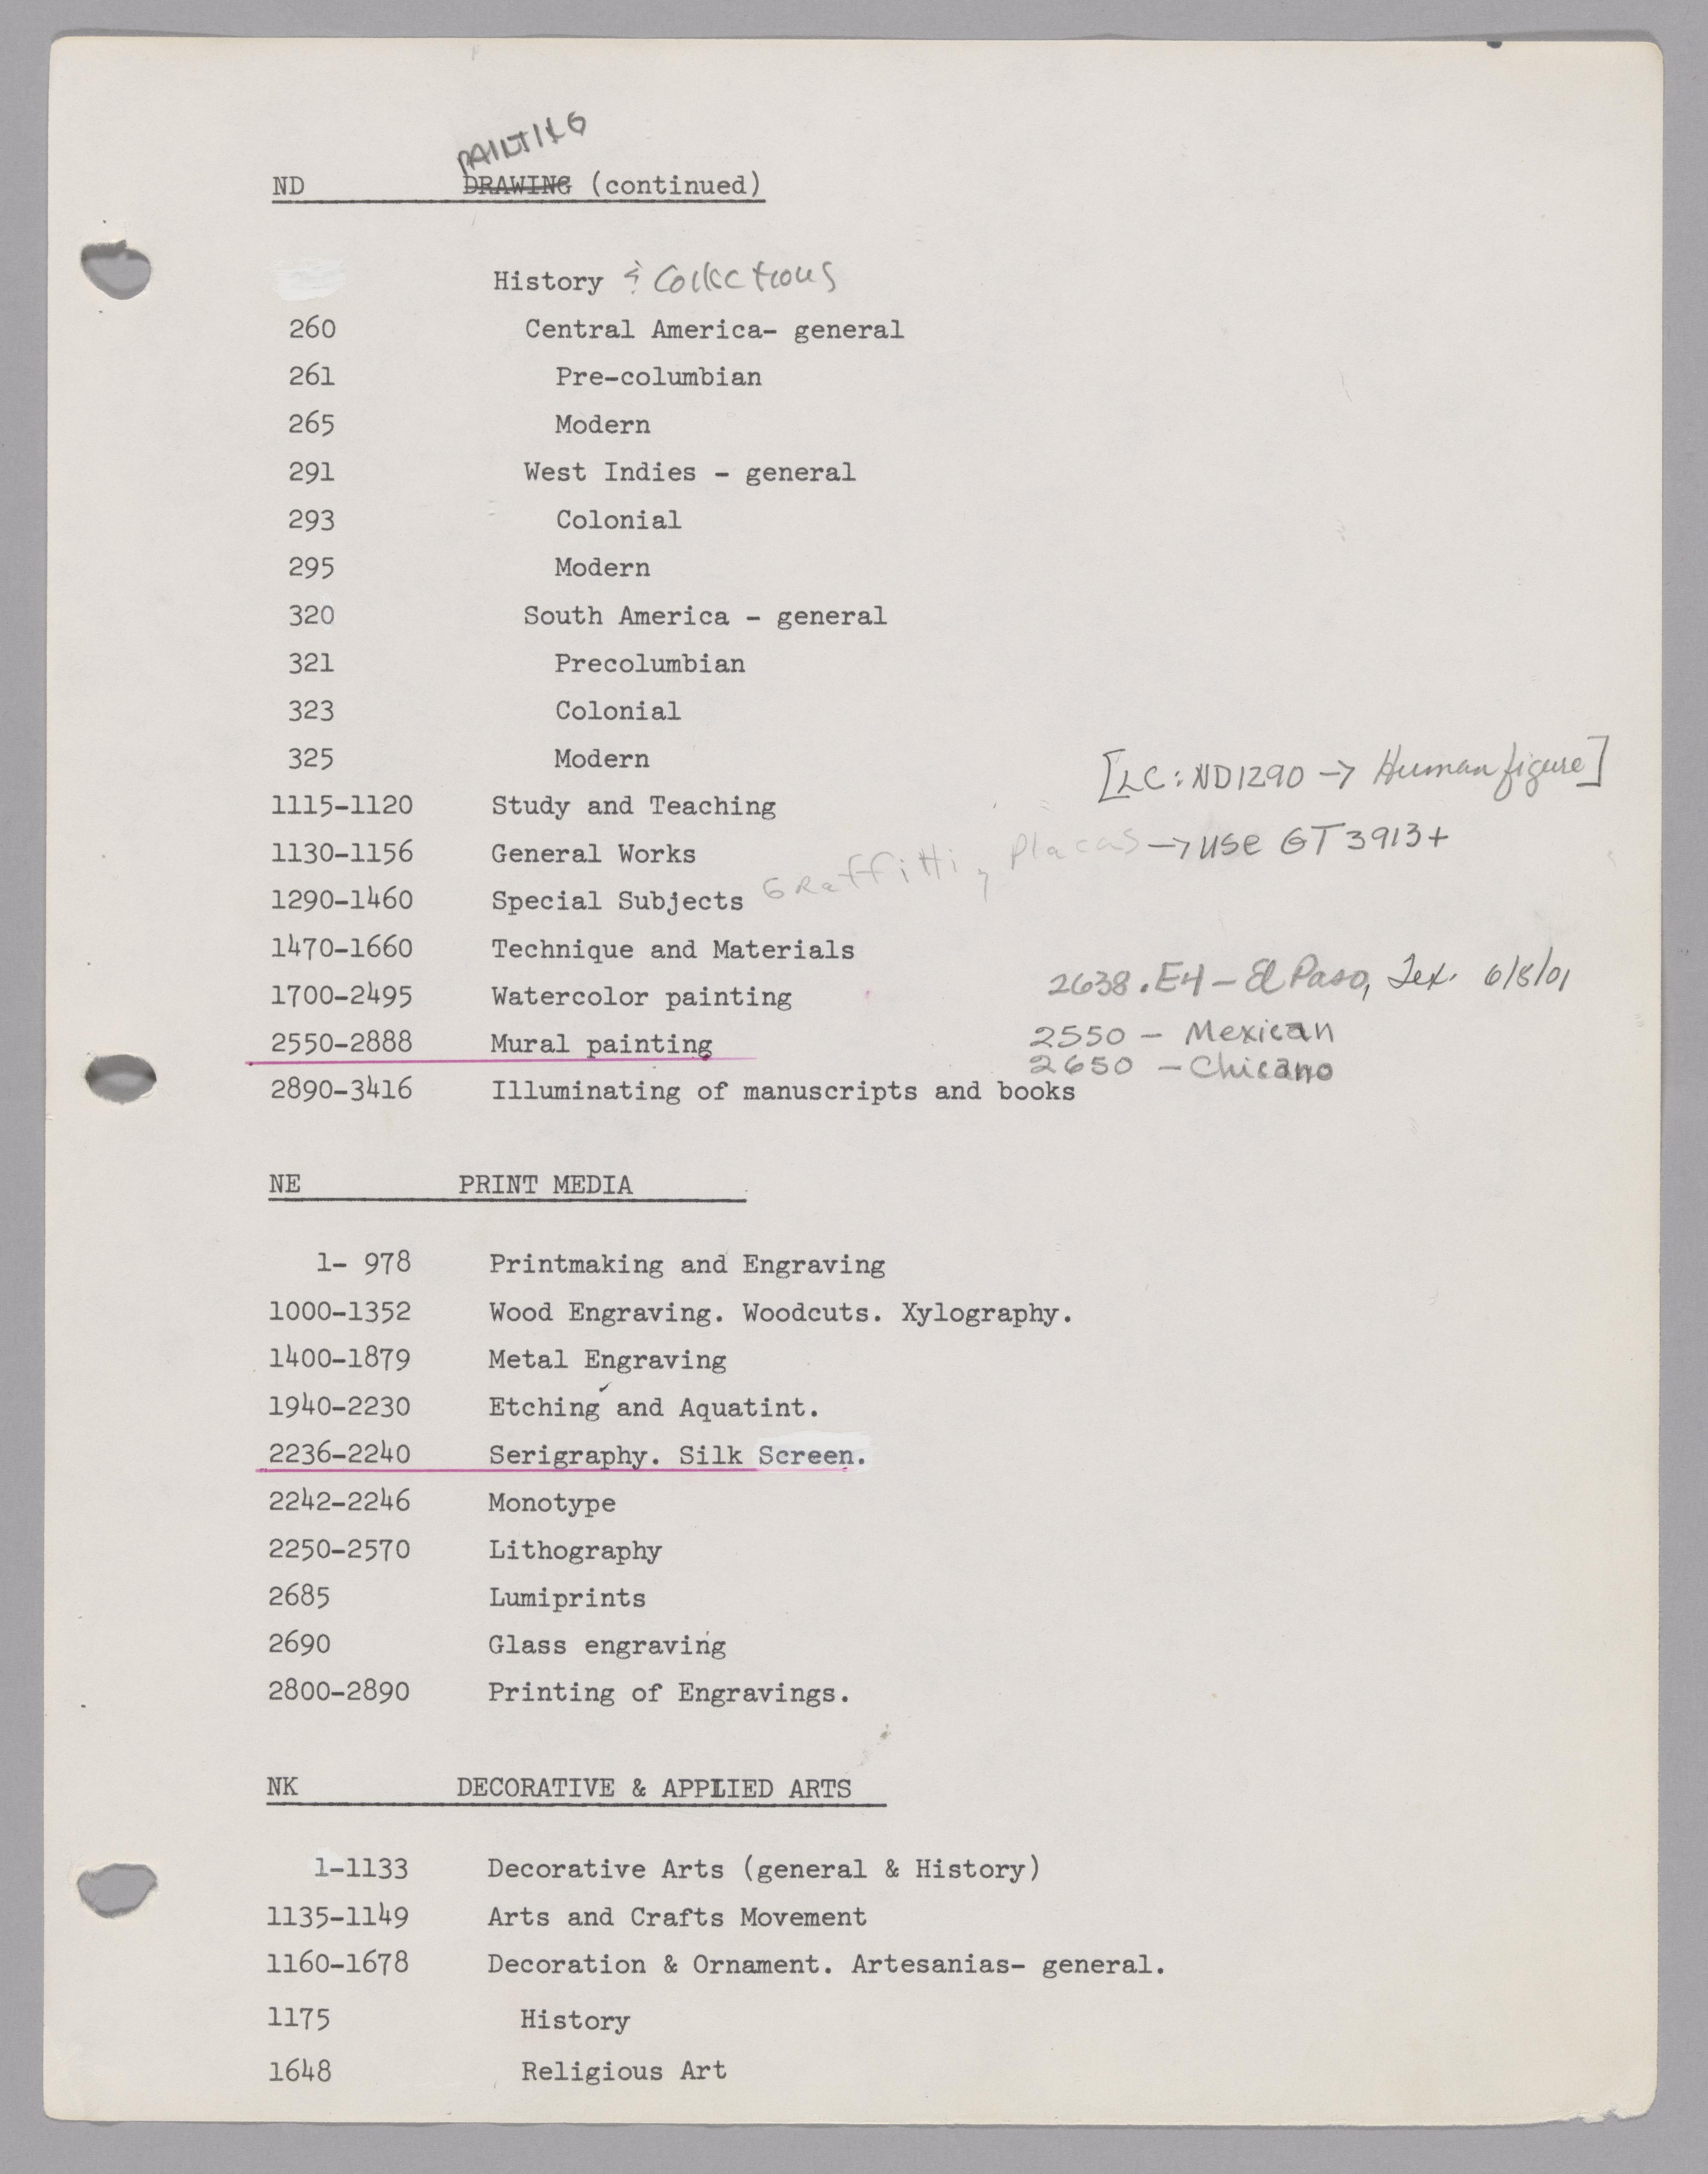 PAINTING
ND DRAWING (continued)
History & Collections
260 Central America- general
261 Pre-columbian
265 Modern
291 West Indies - general
293 Colonial
295 Modern
320 South America - general
321 Precolumbian
323 Colonial
325 Modern
[LC: ND1290 → Human figure]
1115-1120 Study and Teaching
1130-1156 General Works
Graffitti, Placas → USE GT 3913+
1290-1460 Special Subjects
1470-1660 Technique and Materials
2638.E4 - El Paso, Tex. 6/8/01
1700-2495 Watercolor painting
2550 - Mexican
2550-2888 Mural painting
2650 - Chicano
2890-3416 Illuminating of manuscripts and books
NE PRINT MEDIA
1- 978 Printmaking and Engraving
1000-1352 Wood Engraving. Woodcuts. Xylography.
1400-1879 Metal Engraving
1940-2230 Etching and Aquatint.
2236-2240 Serigraphy. Silk Screen.
2242-2246 Monotype
2250-2570 Lithography
2685 Lumiprints
2690 Glass engraving
2800-2890 Printing of Engravings.
NK DECORATIVE & APPLIED ARTS
1-1133 Decorative Arts (general & History)
1135-1149 Arts and Crafts Movement
1160-1678 Decoration & Ornament. Artesanias- general.
1175 History
1648 Religious Art